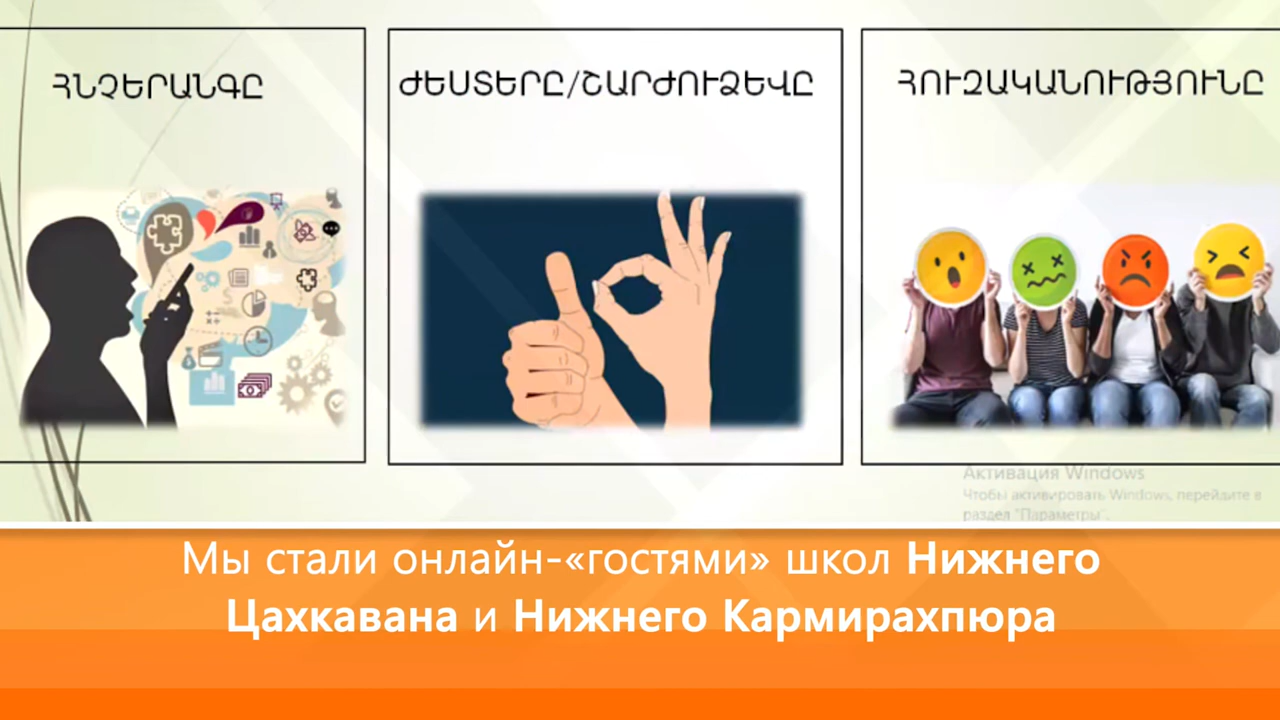 ՀՆՉԵՐԱՆԳԸ
ԺԵՍՏԵՐԸ/ՇԱՐԺՈՒՁԵՎԸ
ՀՈՒԶԱԿԱՆՈՒԹՅՈՒՆԸ
Активация Windows
Чтобы активировать Windows, перейдите в
раздел "Параметры".
Мы стали онлайн-«гостями» школ Нижнего
Цахкавана и Нижнего Кармирахпюра